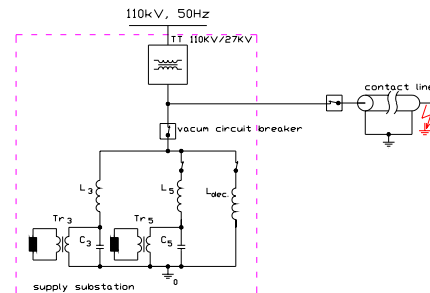 110kV, 50Hz
TT 110KV/27KV
contact line
vacum circuit breaker
L3
L5
Ldec.
Tr3
Tr5
C3
C5
0
supply substation